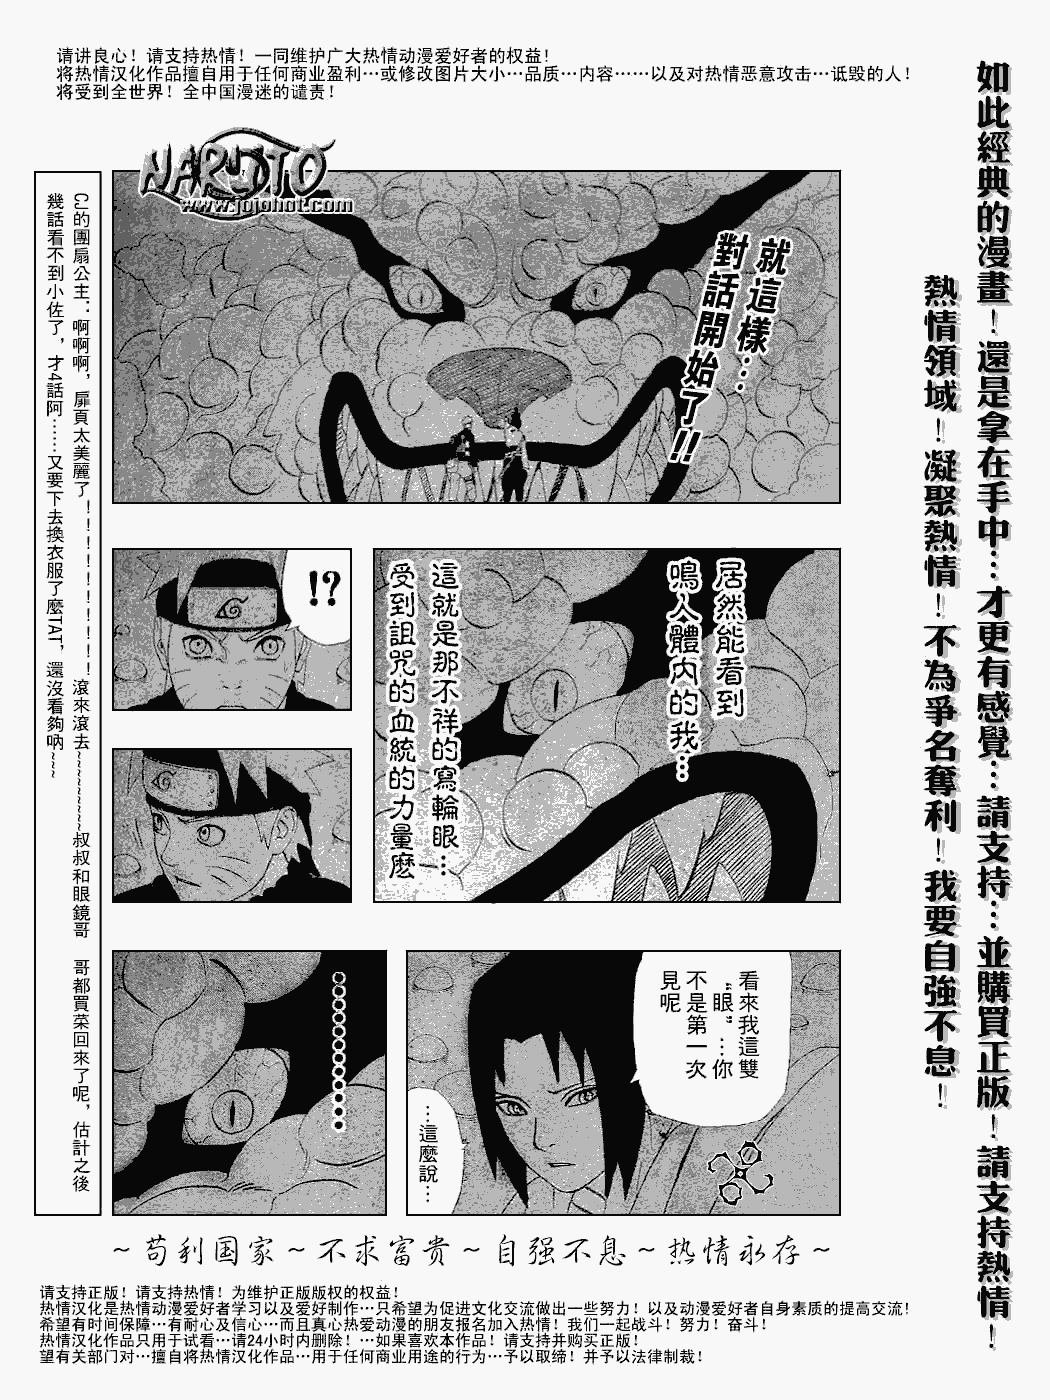 请讲良心！请支持热情！一同维护广大热情动漫爱好者的权益！
将热情汉化作品擅自用于任何商业盈利…或修改图片大小…品质…内容……以及对热情恶意攻击…诋毁的人！
将受到全世界！全中国漫迷的谴责！
如此經典的漫畫！還是拿在手中…才更有感覺…請支持…並購買正版！請支持熱情！
熱情領域！凝聚熱情！不為爭名奪利！我要自強不息！
NARUTO
www.jojohot.com
就這樣…
對話開始了!!
居然能看到
鳴人體內的我…
這就是那不祥的寫輪眼…
受到詛咒的血統的力量麼
!?
看來我這雙
“眼”…你
不是第一次
見呢
…這麼說…
CJ的團扇公主：啊啊啊，扉頁太美麗了！！！！！！！！！！滾來滾去~~~~~~~~~叔叔和眼鏡哥　哥都買菜回來了呢，估計之後
幾話看不到小佐了，才4話阿……又要下去換衣服了麼TAT，還沒看夠吶~~~
～苟利国家～不求富贵～自强不息～热情永存～
请支持正版！请支持热情！为维护正版版权的权益！
热情汉化是热情动漫爱好者学习以及爱好制作…只希望为促进文化交流做出一些努力！以及动漫爱好者自身素质的提高交流！
希望有时间保障…有耐心及信心…而且真心热爱动漫的朋友报名加入热情！我们一起战斗！努力！奋斗！
热情汉化作品只用于试看…请24小时内删除！…如果喜欢本作品！请支持并购买正版！
望有关部门对…擅自将热情汉化作品…用于任何商业用途的行为…予以取缔！并予以法律制裁！